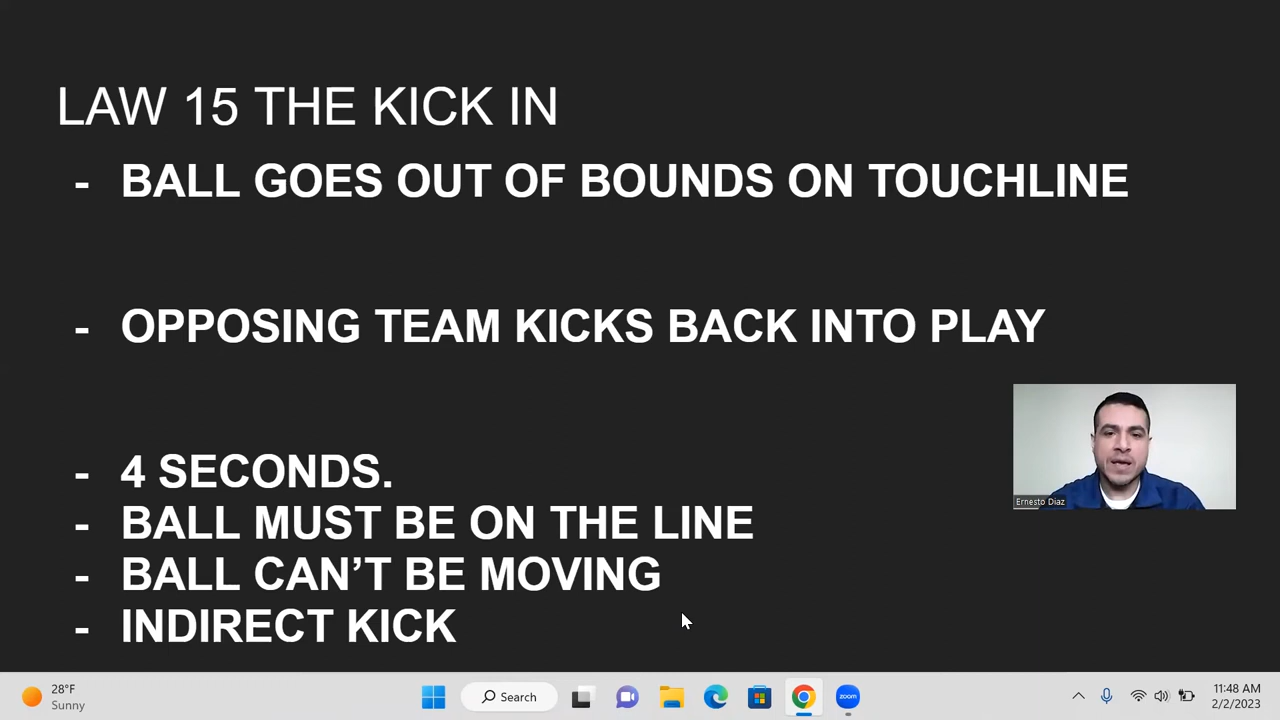 LAW 15 THE KICK IN
- BALL GOES OUT OF BOUNDS ON TOUCHLINE
- OPPOSING TEAM KICKS BACK INTO PLAY
- 4 SECONDS.
- BALL MUST BE ON THE LINE
- BALL CAN’T BE MOVING
- INDIRECT KICK
Ernesto Diaz
28°F
Sunny
Search
zoom
11:48 AM
2/2/2023